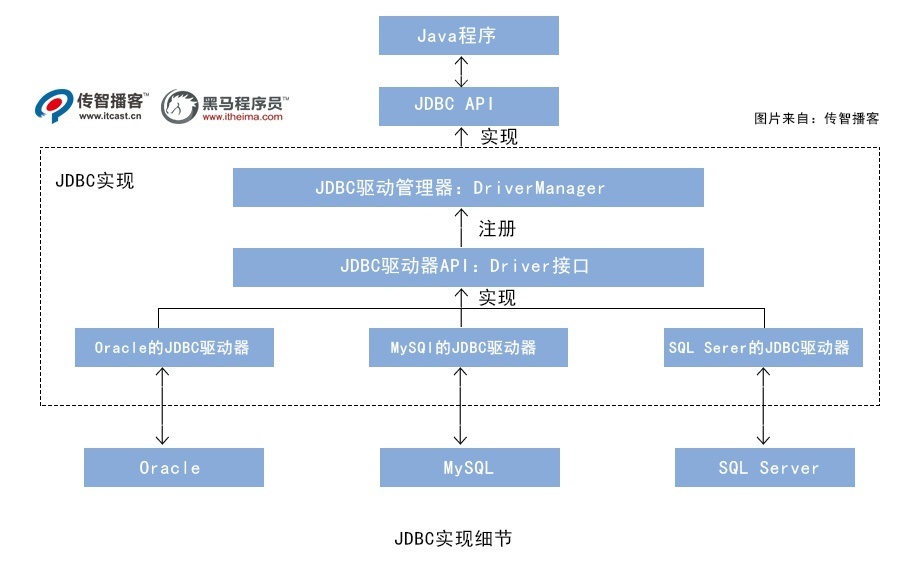 Java程序
JDBC API
传智播客™
www.itcast.cn
黑马程序员™
www.itheima.com
图片来自：传智播客
实现
JDBC实现
JDBC驱动管理器：DriverManager
注册
JDBC驱动器API：Driver接口
实现
Oracle的JDBC驱动器
MySQl的JDBC驱动器
SQL Serer的JDBC驱动器
Oracle
MySQL
SQL Server
JDBC实现细节